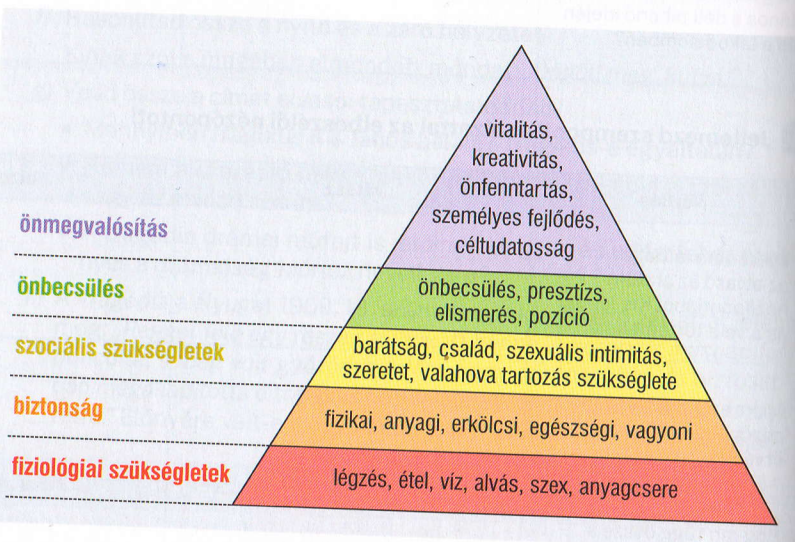 vitalitás,
kreativitás,
önfenntartás,
személyes fejlődés,
céltudatosság
önmegvalósítás
önbecsülés
önbecsülés, presztízs,
elismerés, pozíció
szociális szükségletek
barátság, család, szexuális intimitás,
szeretet, valahova tartozás szükséglete
biztonság
fizikai, anyagi, erkölcsi, egészségi, vagyoni
fiziológiai szükségletek
légzés, étel, víz, alvás, szex, anyagcsere